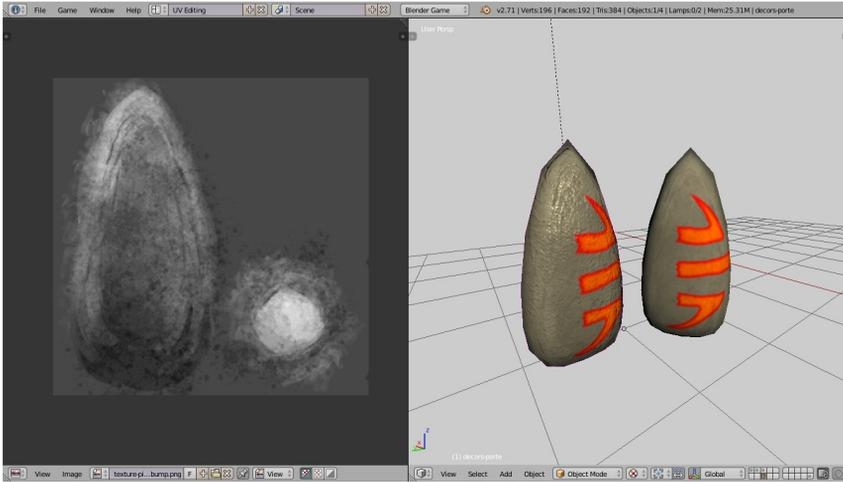 File Game Window Help UV Editing Scene Blender Game v2.71 | Verts:196 | Faces:192 | Tris:384 | Objects:1/4 | Lamps:0/2 | Mem:25.31M | decors-porte
User Persp
z
x
(1) decors-porte
View Image texture-pi...bump.png F View View Select Add Object Object Mode Global